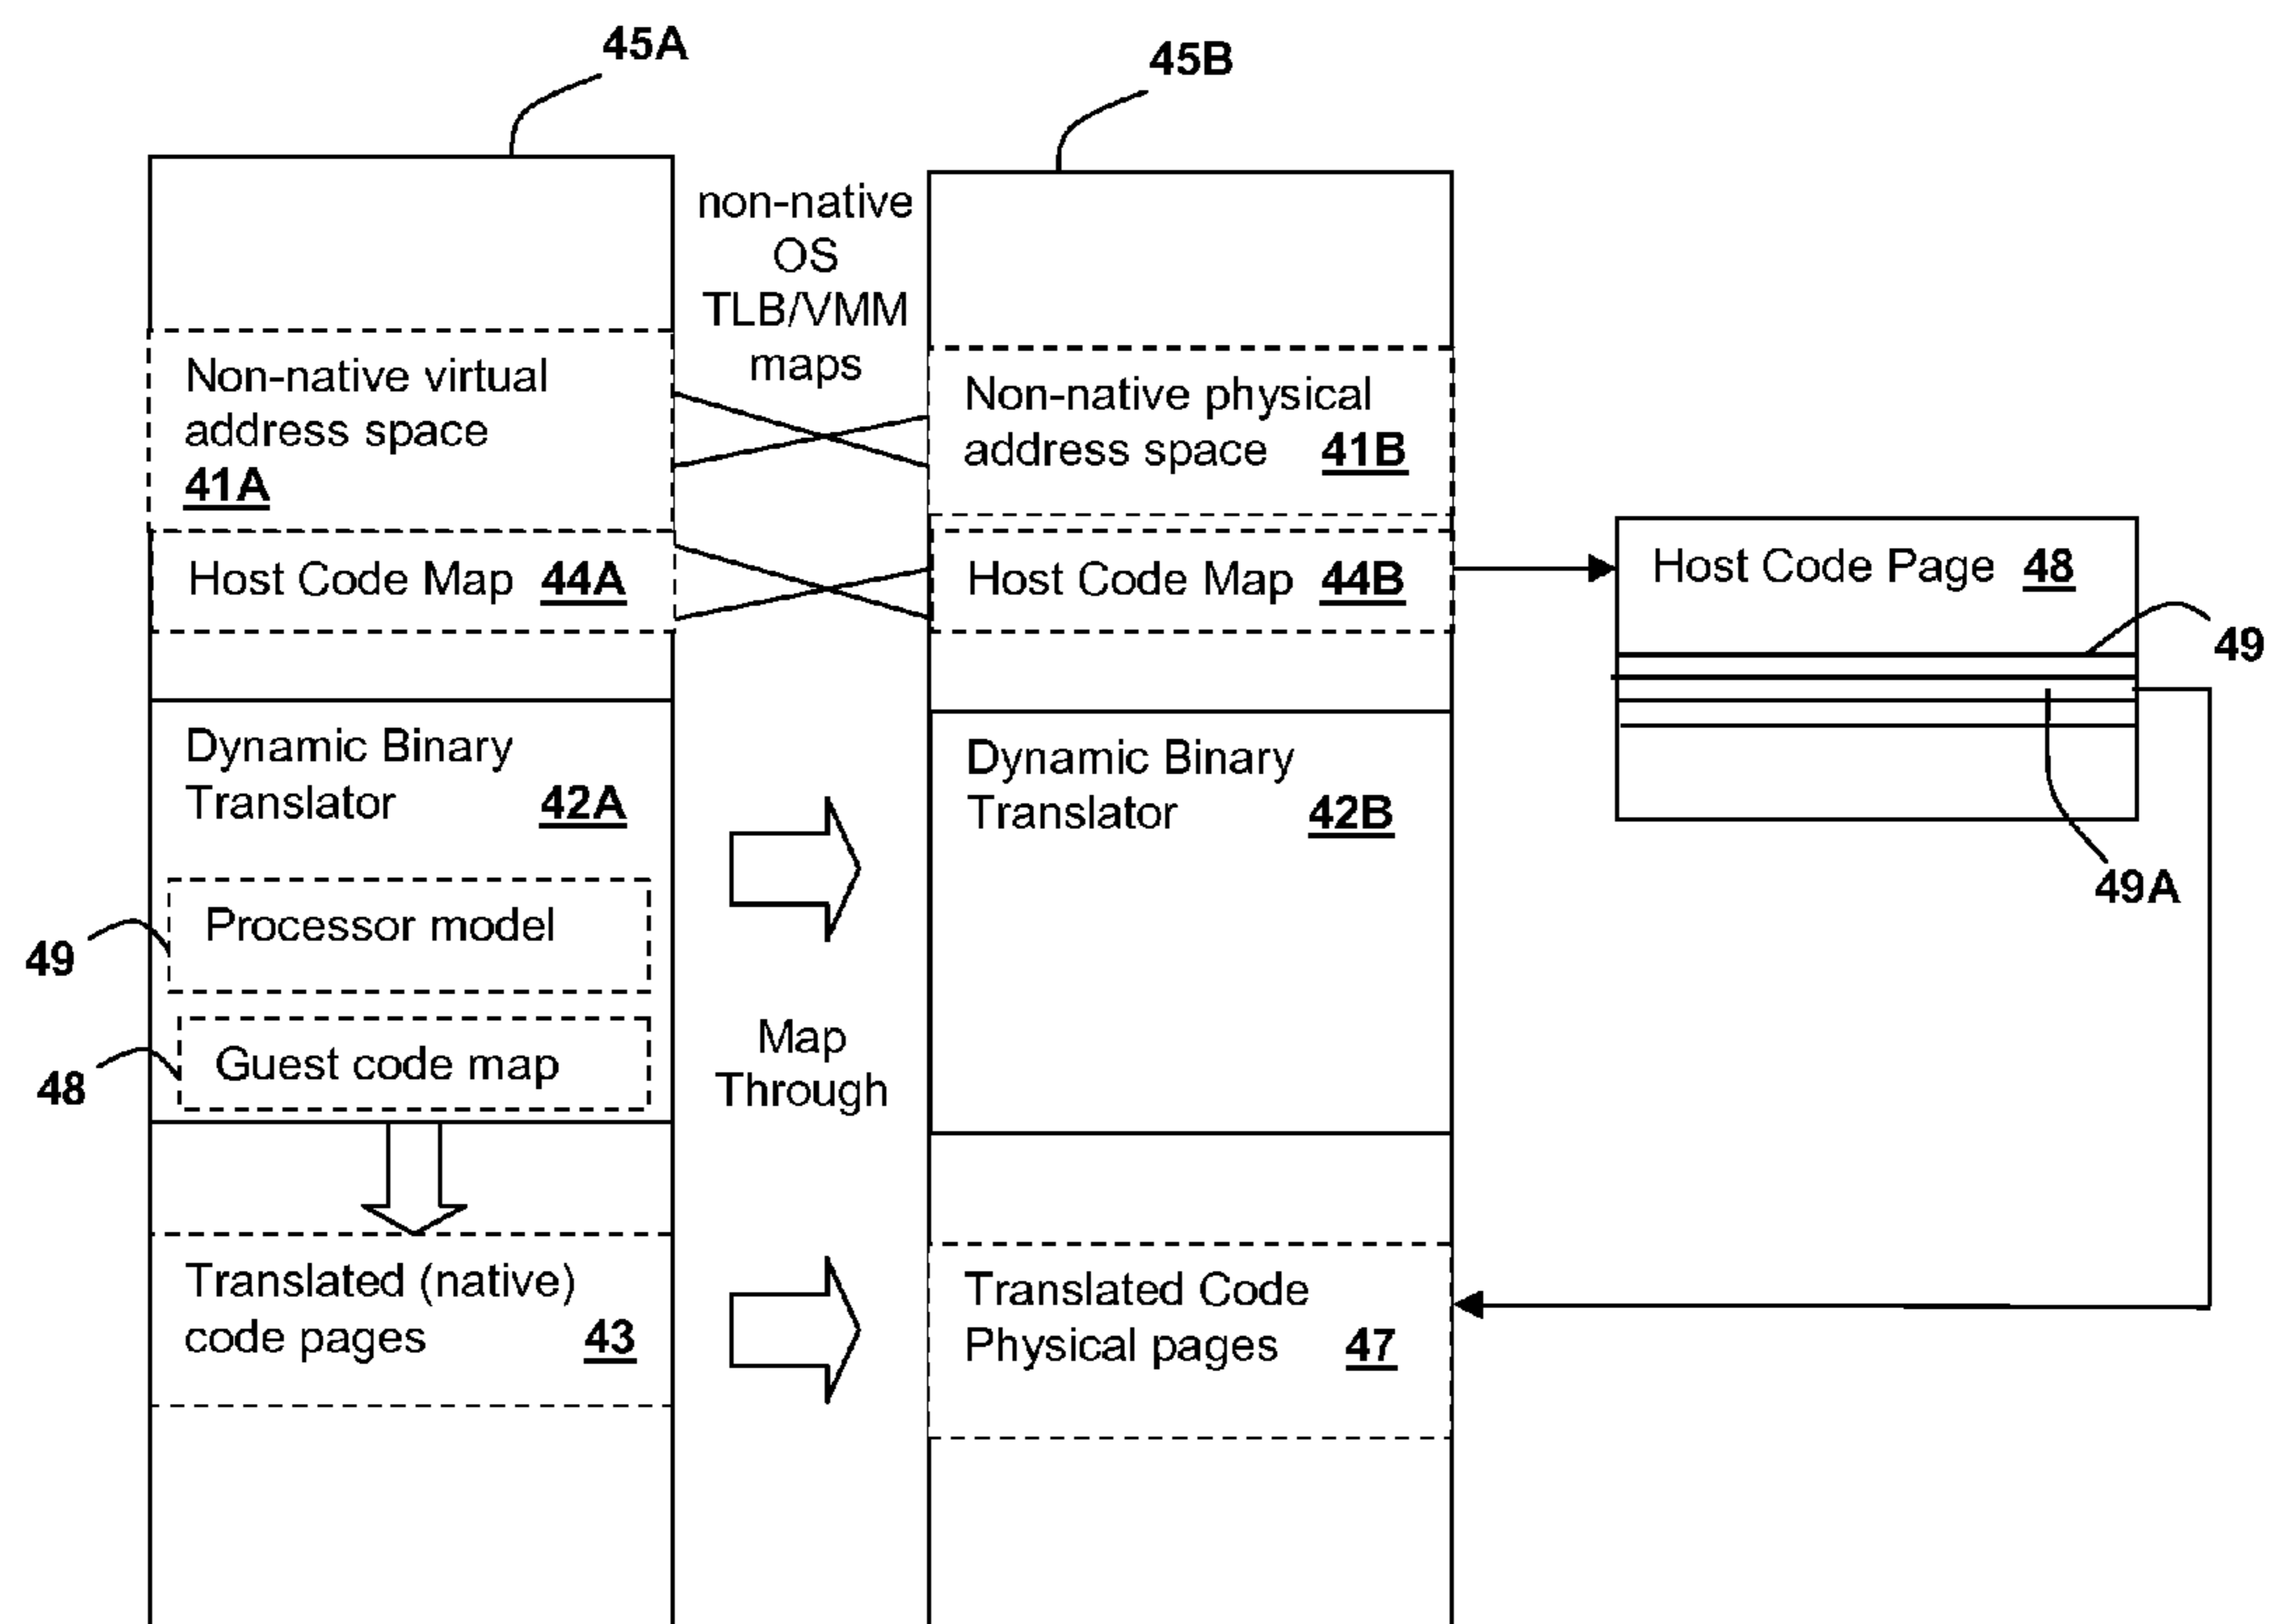 45A
45B
non-native
OS
TLB/VMM
maps
Non-native virtual
address space
41A
Non-native physical
address space 41B
Host Code Map 44A
Host Code Map 44B
Host Code Page 48
49
49A
Dynamic Binary
Translator 42A
Dynamic Binary
Translator 42B
Processor model
49
Guest code map
48
Map
Through
Translated (native)
code pages 43
Translated Code
Physical pages 47